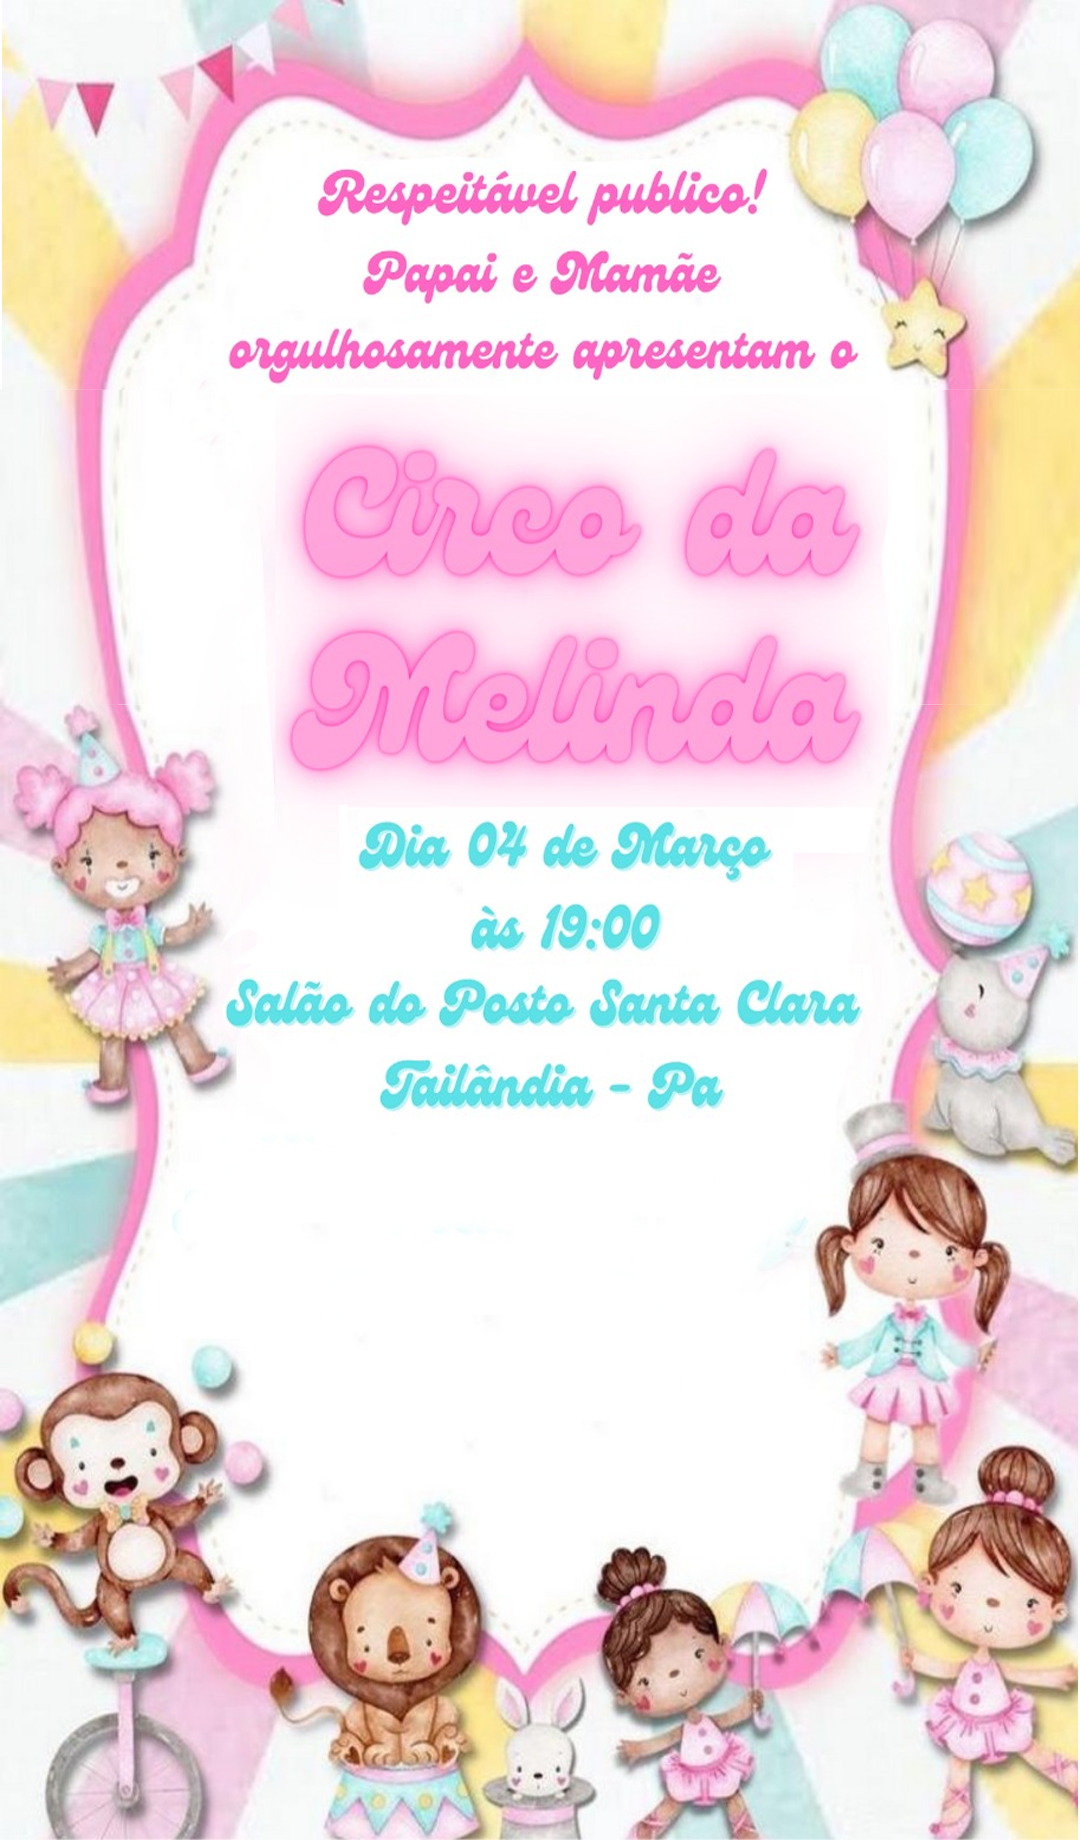 Respeitável publico!
Papai e Mamãe
orgulhosamente apresentam o
Circo da
Melinda
Dia 04 de Março
às 19:00
Salão do Posto Santa Clara
Tailândia - Pa